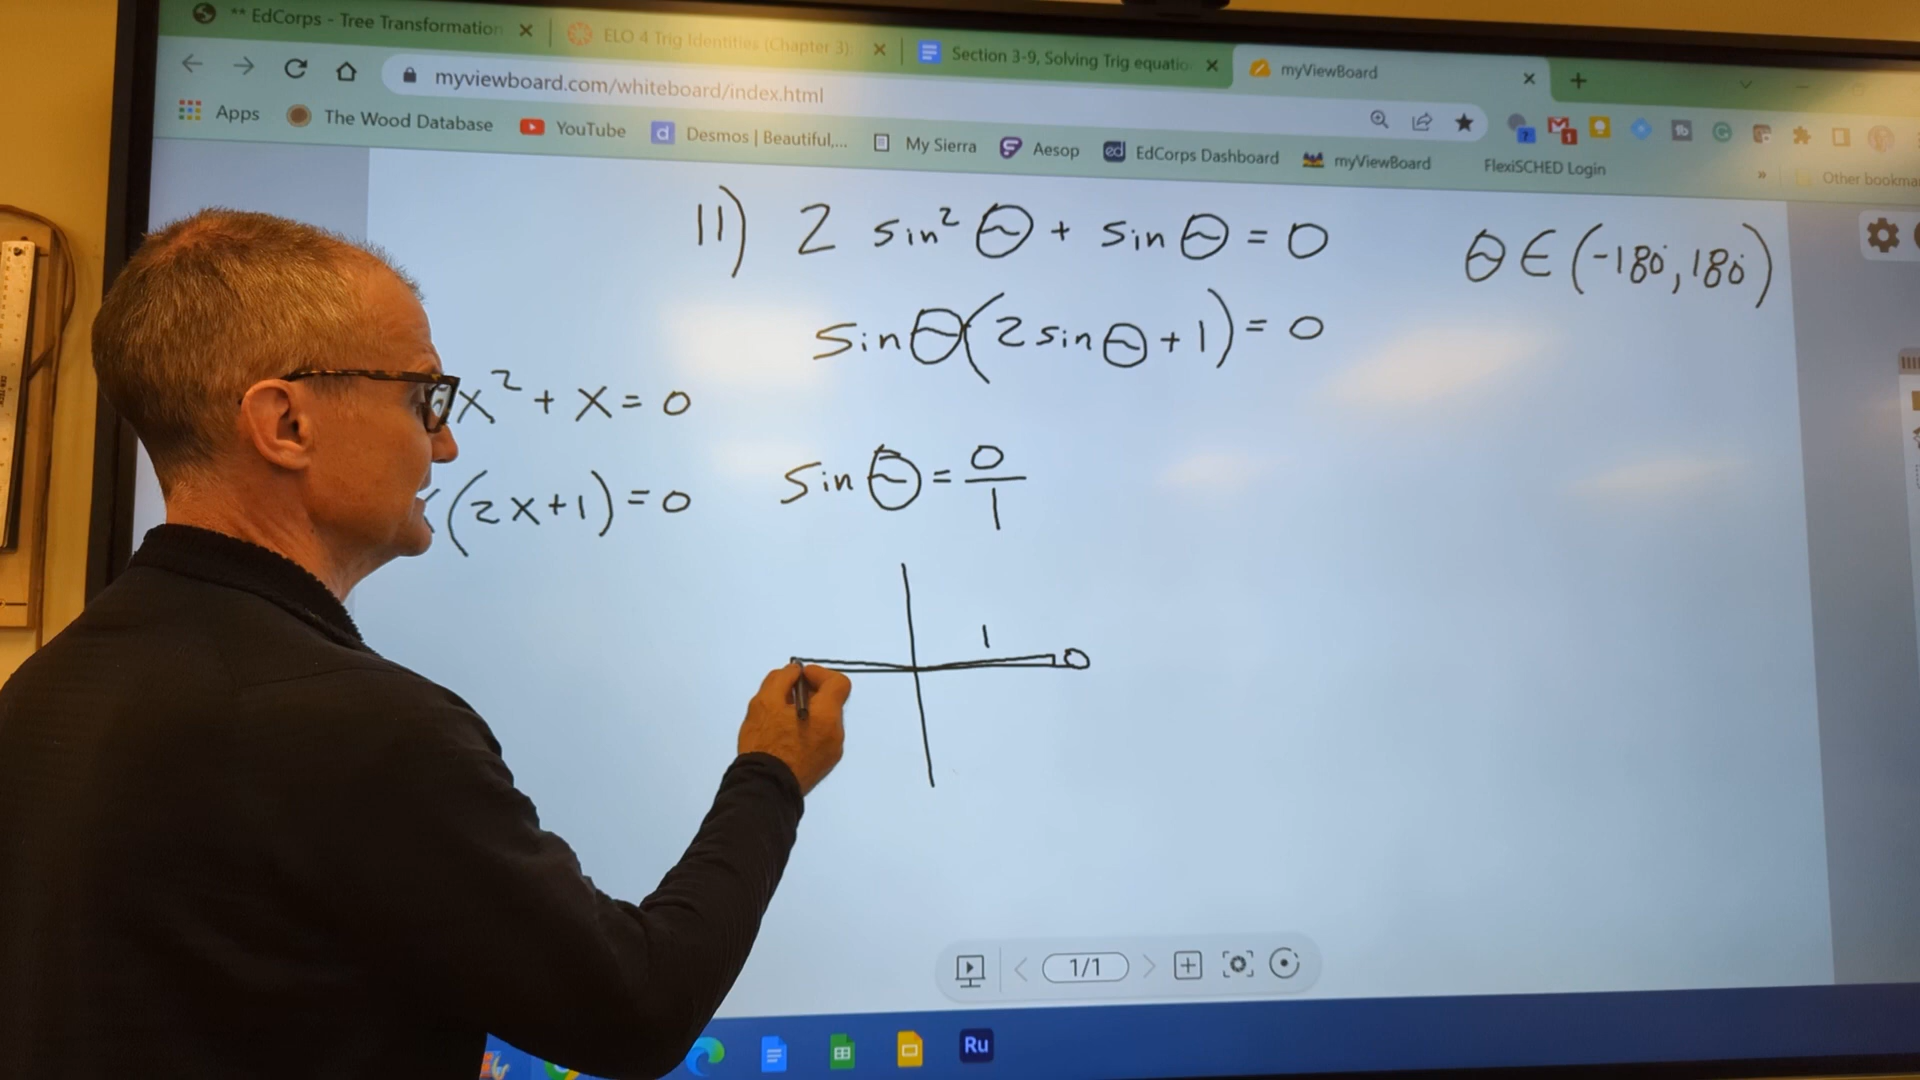 ** EdCorps - Tree Transformation
ELO 4 Trig Identities (Chapter 3):
Section 3-9, Solving Trig equatio
myViewBoard
myviewboard.com/whiteboard/index.html
Apps
The Wood Database
YouTube
Desmos | Beautiful,...
My Sierra
Aesop
EdCorps Dashboard
myViewBoard
FlexiSCHED Login
»
Other bookma
11) 2 sin² θ + sin θ = 0
θ ∈ (-180°, 180°)
sin θ (2 sin θ + 1) = 0
x² + x = 0
(2x+1) = 0
sin θ = 0/1
1
0
1/1
Ru